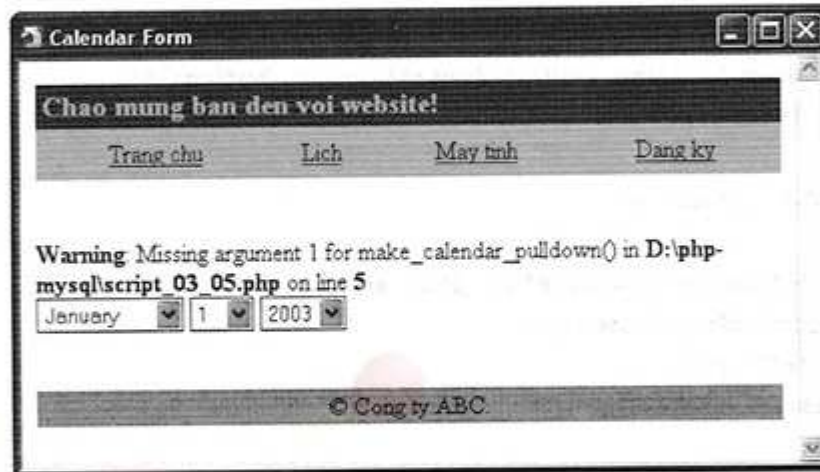 Calendar Form
Chao mung ban den voi website!
Trang chu Lich May tinh Dang ky
Warning: Missing argument 1 for make_calendar_pulldown() in D:\php-
mysql\script_03_05.php on line 5
January 1 2003
© Cong ty ABC.